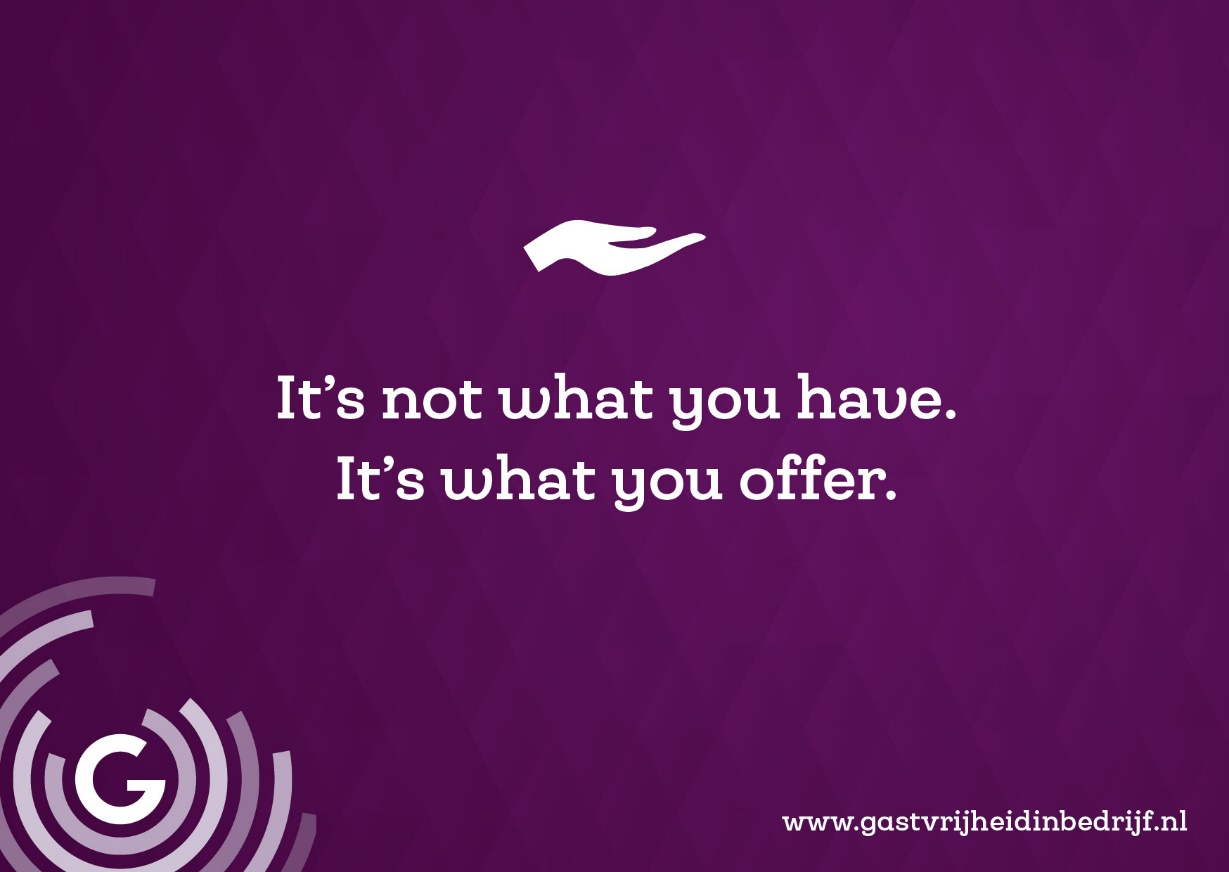 It’s not what you have.
It’s what you offer.
G
www.gastvrijheidinbedrijf.nl